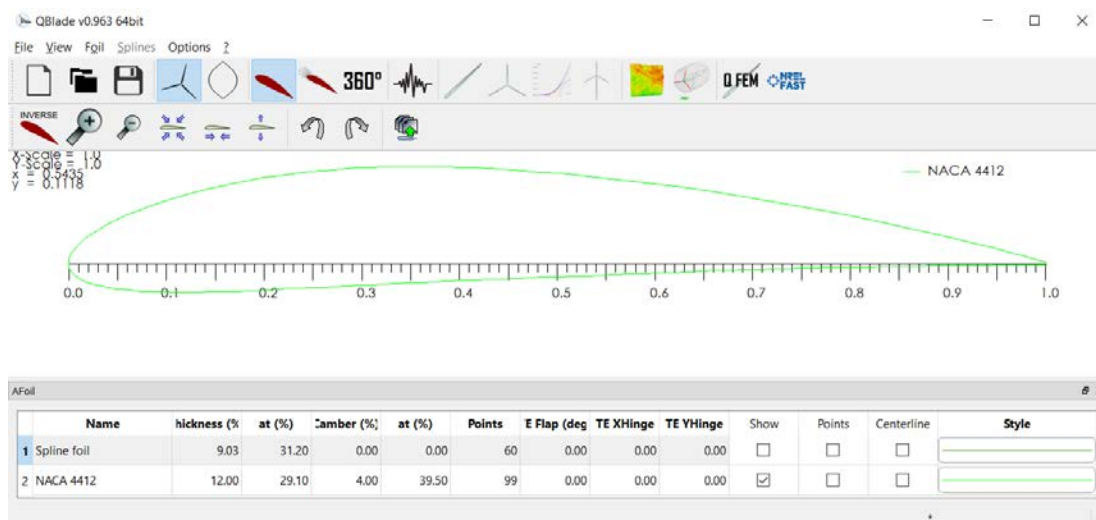 QBlade v0.963 64bit
File View Foil Splines Options ?
360° Q FEM NREL FAST
INVERSE
X-Scale = 1.0
Y-Scale = 1.0
x = 0.5435
y = 0.1118
NACA 4412
0.0 0.1 0.2 0.3 0.4 0.5 0.6 0.7 0.8 0.9 1.0
AFoil
Name hickness (% at (%) Camber (%) at (%) Points E Flap (deg TE XHinge TE YHinge Show Points Centerline Style
1 Spline foil 9.03 31.20 0.00 0.00 60 0.00 0.00 0.00
2 NACA 4412 12.00 29.10 4.00 39.50 99 0.00 0.00 0.00